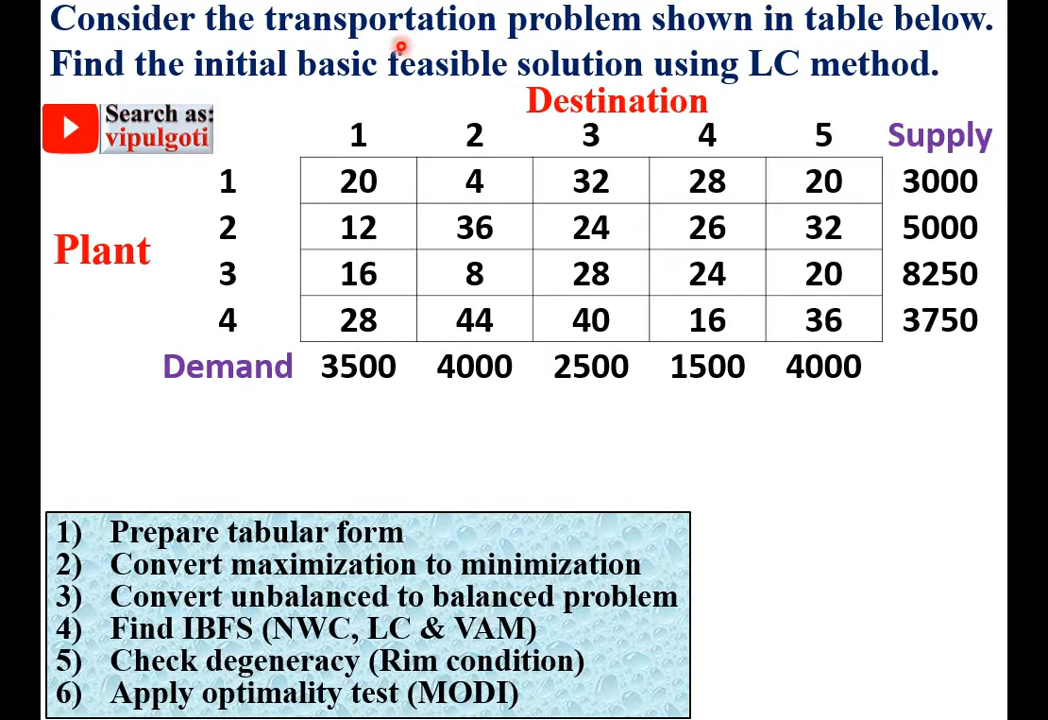 Consider the transportation problem shown in table below.
Find the initial basic feasible solution using LC method.
Destination
Search as:
vipulgoti
1 2 3 4 5 Supply
1 20 4 32 28 20 3000
2 12 36 24 26 32 5000
Plant
3 16 8 28 24 20 8250
4 28 44 40 16 36 3750
Demand 3500 4000 2500 1500 4000
1) Prepare tabular form
2) Convert maximization to minimization
3) Convert unbalanced to balanced problem
4) Find IBFS (NWC, LC & VAM)
5) Check degeneracy (Rim condition)
6) Apply optimality test (MODI)